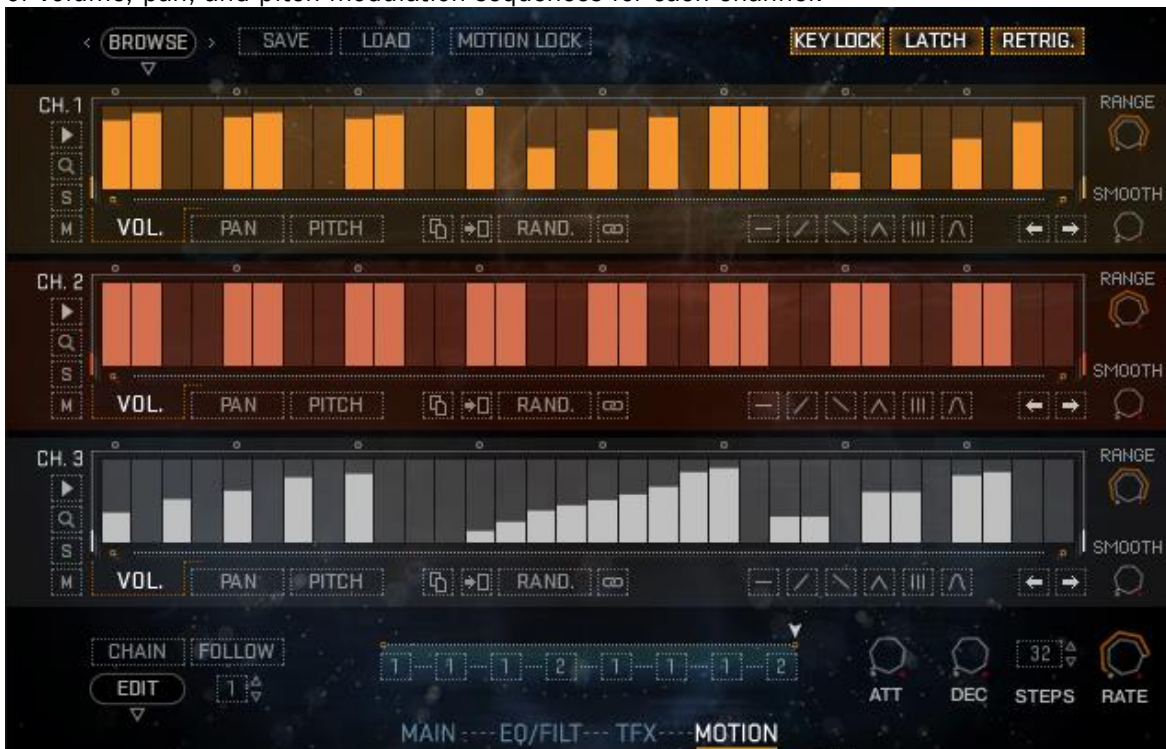 of volume, pan, and pitch modulation sequences for each channel.
< BROWSE > SAVE LOAD MOTION LOCK KEY LOCK LATCH RETRIG.
CH. 1 RANGE
S SMOOTH
M VOL. PAN PITCH RAND.
CH. 2 RANGE
S SMOOTH
M VOL. PAN PITCH RAND.
CH. 3 RANGE
S SMOOTH
M VOL. PAN PITCH RAND.
CHAIN FOLLOW
EDIT 1 1 1 1 2 1 1 1 2 32
ATT DEC STEPS RATE
MAIN EQ/FILT TFX MOTION